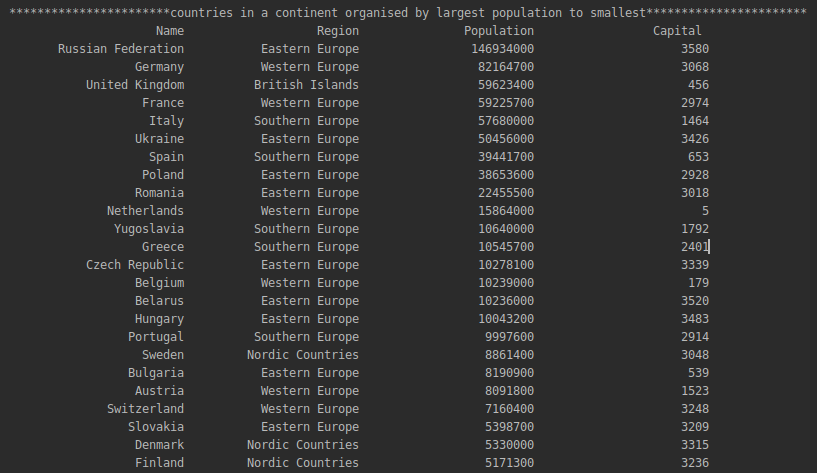 ***********************countries in a continent organised by largest population to smallest***********************
Name Region Population Capital
Russian Federation Eastern Europe 146934000 3580
Germany Western Europe 82164700 3068
United Kingdom British Islands 59623400 456
France Western Europe 59225700 2974
Italy Southern Europe 57680000 1464
Ukraine Eastern Europe 50456000 3426
Spain Southern Europe 39441700 653
Poland Eastern Europe 38653600 2928
Romania Eastern Europe 22455500 3018
Netherlands Western Europe 15864000 5
Yugoslavia Southern Europe 10640000 1792
Greece Southern Europe 10545700 2401
Czech Republic Eastern Europe 10278100 3339
Belgium Western Europe 10239000 179
Belarus Eastern Europe 10236000 3520
Hungary Eastern Europe 10043200 3483
Portugal Southern Europe 9997600 2914
Sweden Nordic Countries 8861400 3048
Bulgaria Eastern Europe 8190900 539
Austria Western Europe 8091800 1523
Switzerland Western Europe 7160400 3248
Slovakia Eastern Europe 5398700 3209
Denmark Nordic Countries 5330000 3315
Finland Nordic Countries 5171300 3236